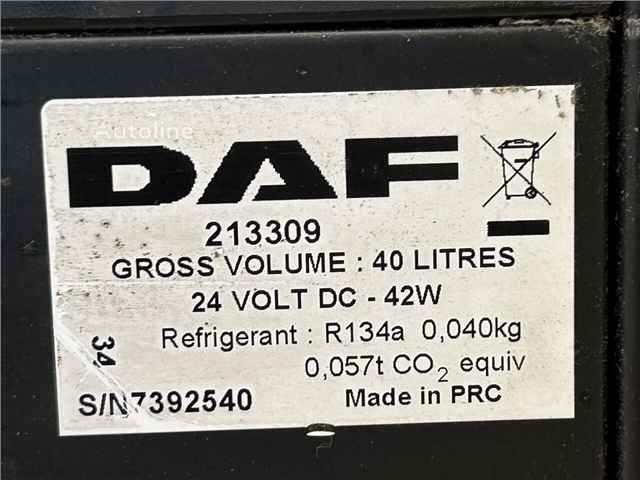 Autoline
DAF
213309
GROSS VOLUME : 40 LITRES
24 VOLT DC - 42W
Refrigerant : R134a 0,040kg
0,057t CO2 equiv
34
S/N7392540 Made in PRC